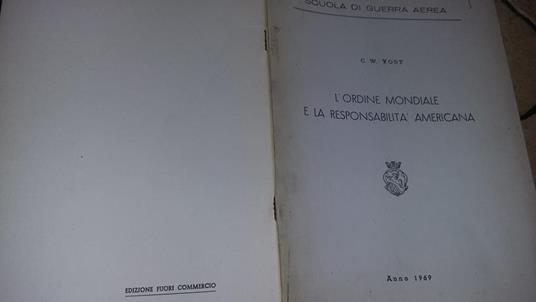 SCUOLA DI GUERRA AEREA
C. W. YOST
L'ORDINE MONDIALE
E LA RESPONSABILITA' AMERICANA
Anno 1969
EDIZIONE FUORI COMMERCIO